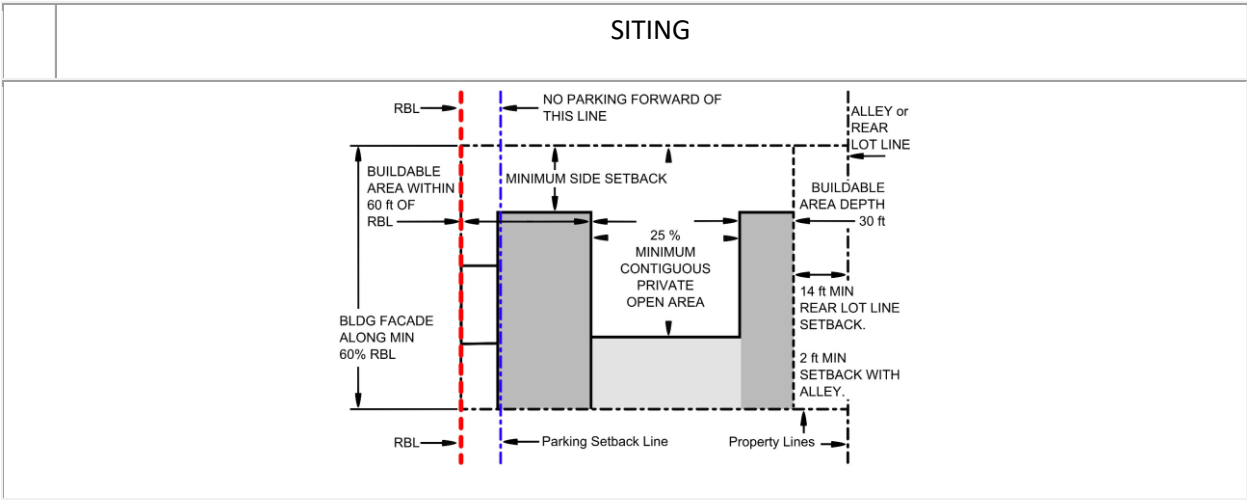 SITING
RBL
NO PARKING FORWARD OF
THIS LINE
ALLEY or
REAR
LOT LINE
BUILDABLE
AREA WITHIN
60 ft OF
RBL
MINIMUM SIDE SETBACK
BUILDABLE
AREA DEPTH
30 ft
25 %
MINIMUM
CONTIGUOUS
PRIVATE
OPEN AREA
14 ft MIN
REAR LOT LINE
SETBACK.
BLDG FACADE
ALONG MIN
60% RBL
2 ft MIN
SETBACK WITH
ALLEY.
RBL
Parking Setback Line
Property Lines